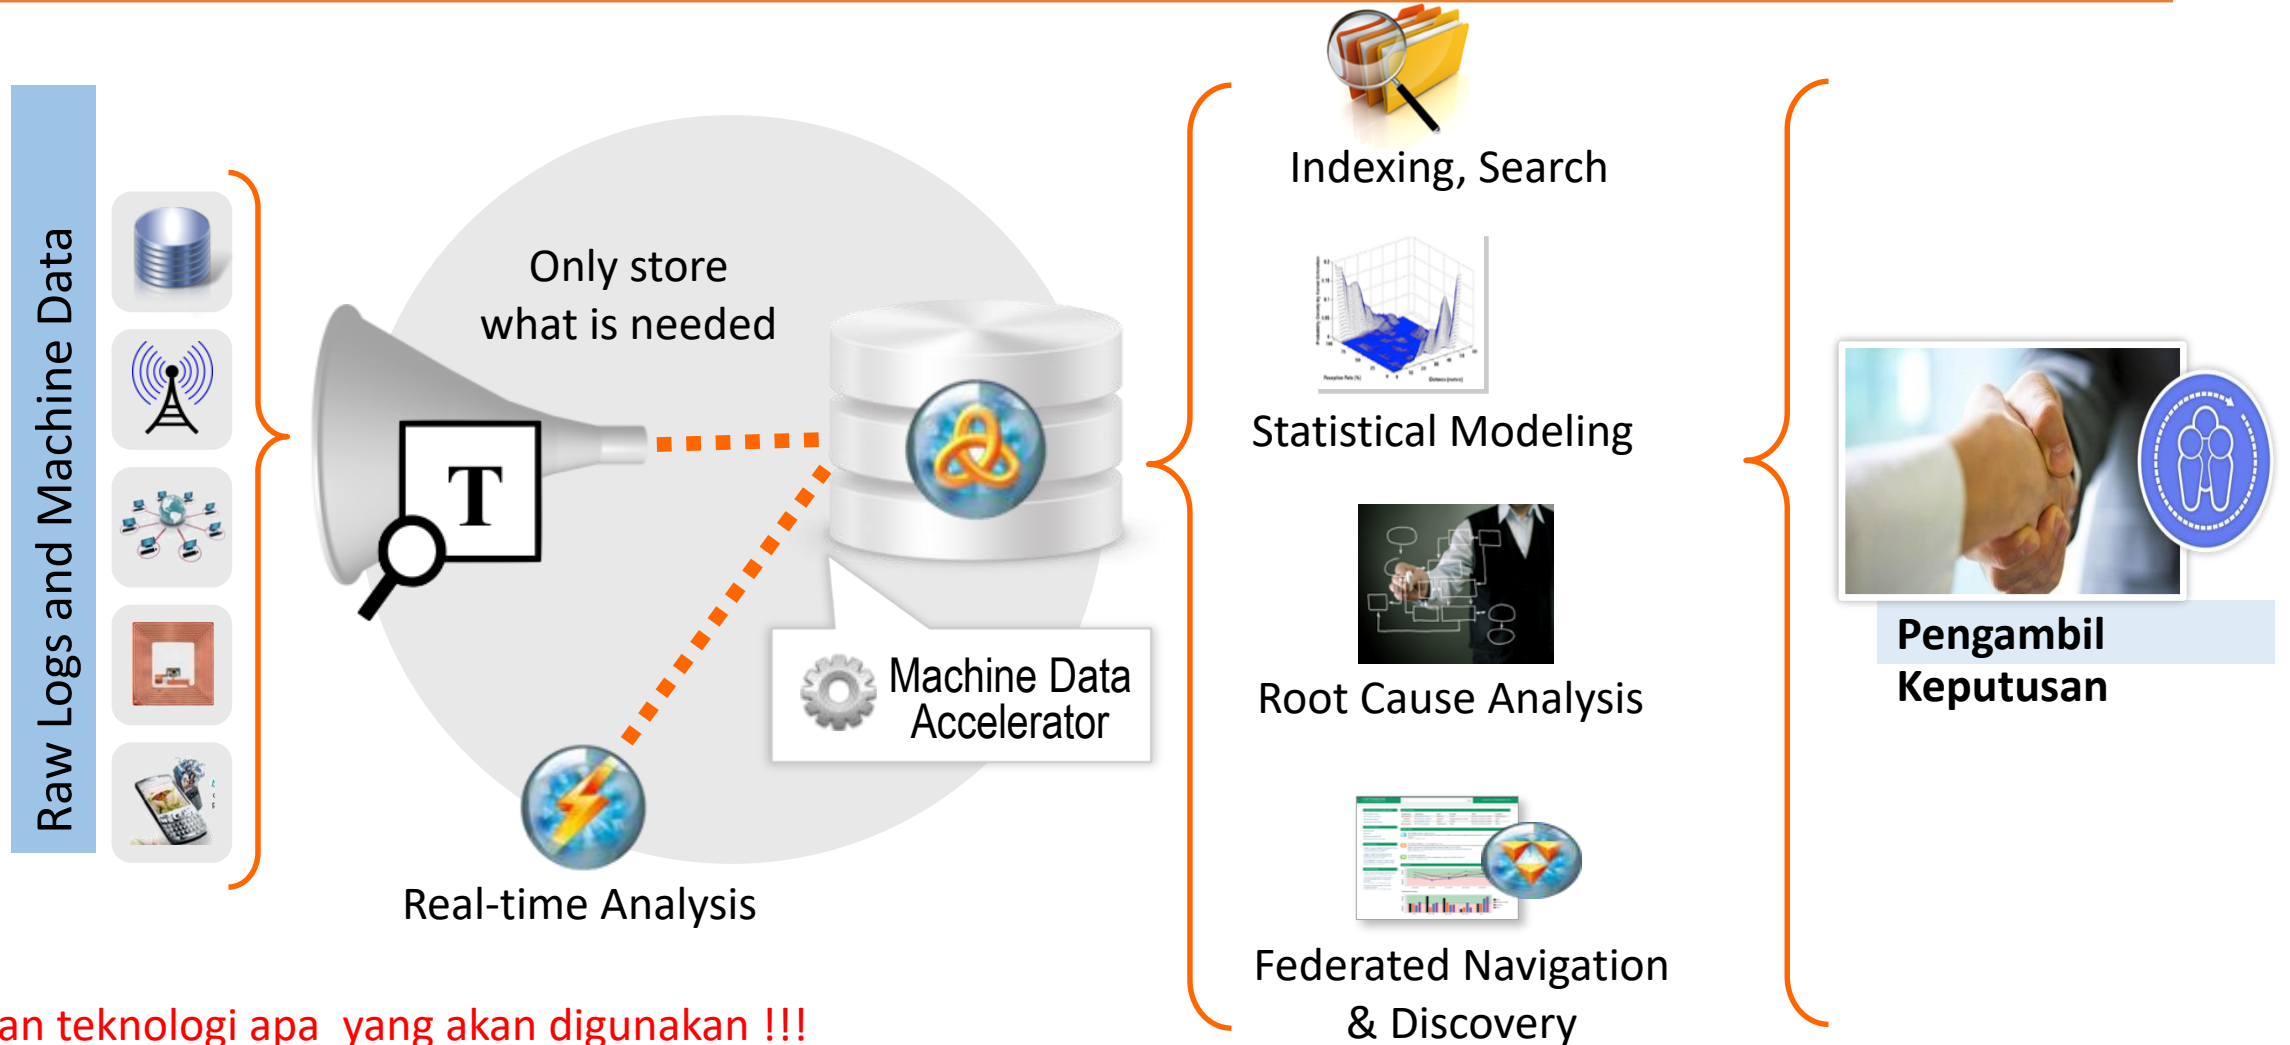 Raw Logs and Machine Data
Only store
what is needed
T
Machine Data
Accelerator
Real-time Analysis
Indexing, Search
Statistical Modeling
Root Cause Analysis
Federated Navigation
& Discovery
Pengambil
Keputusan
an teknologi apa  yang akan digunakan !!!